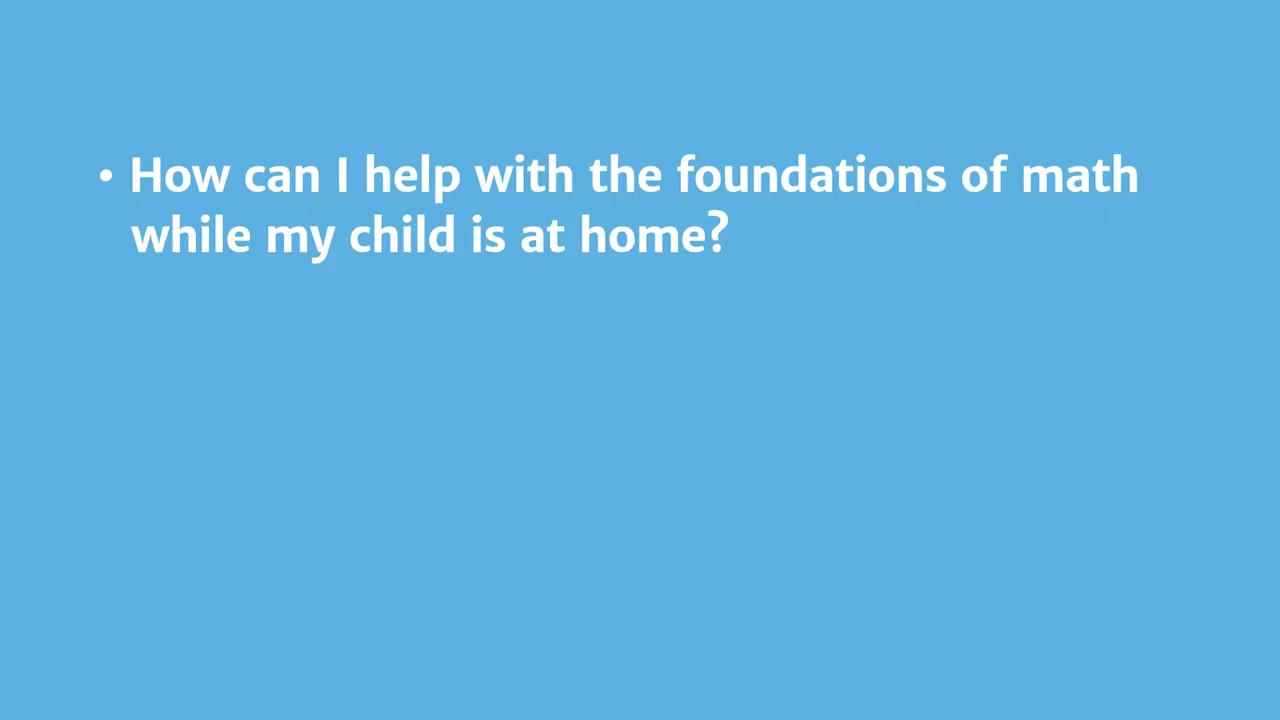 • How can I help with the foundations of math
while my child is at home?